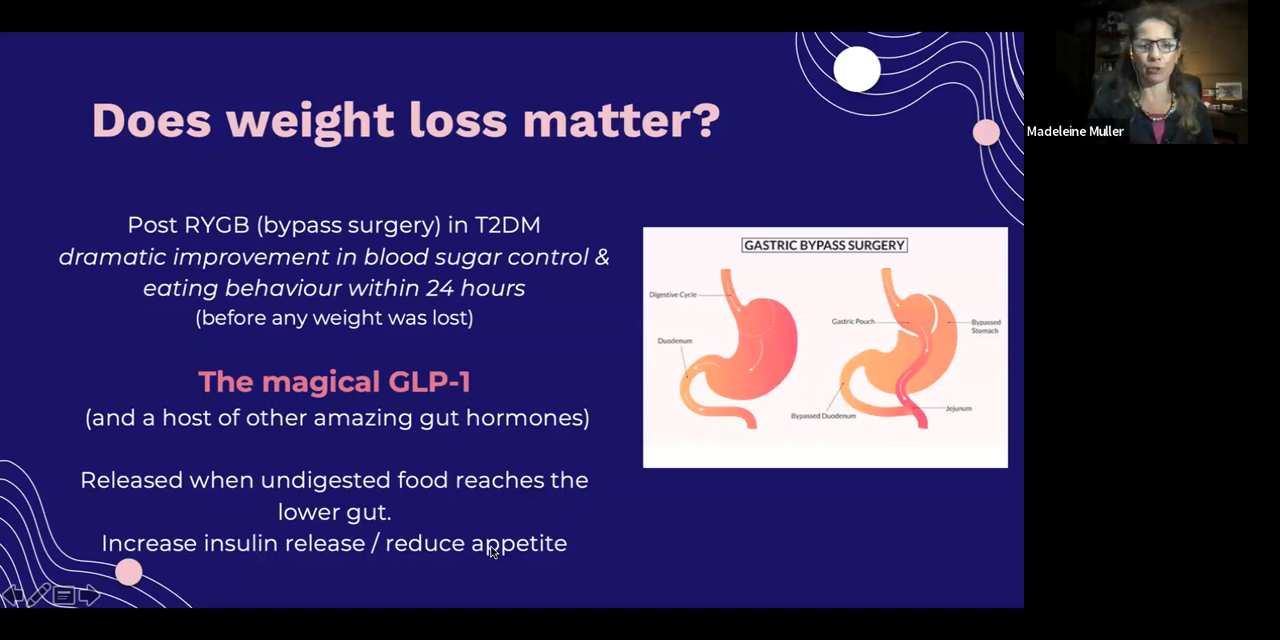 Does weight loss matter?
Post RYGB (bypass surgery) in T2DM
dramatic improvement in blood sugar control &
eating behaviour within 24 hours
(before any weight was lost)
The magical GLP-1
(and a host of other amazing gut hormones)
Released when undigested food reaches the
lower gut.
Increase insulin release / reduce appetite
GASTRIC BYPASS SURGERY
Digestive Cycle
Duodenum
Gastric Pouch
Bypassed
Stomach
Bypassed Duodenum
Jejunum
Madeleine Muller